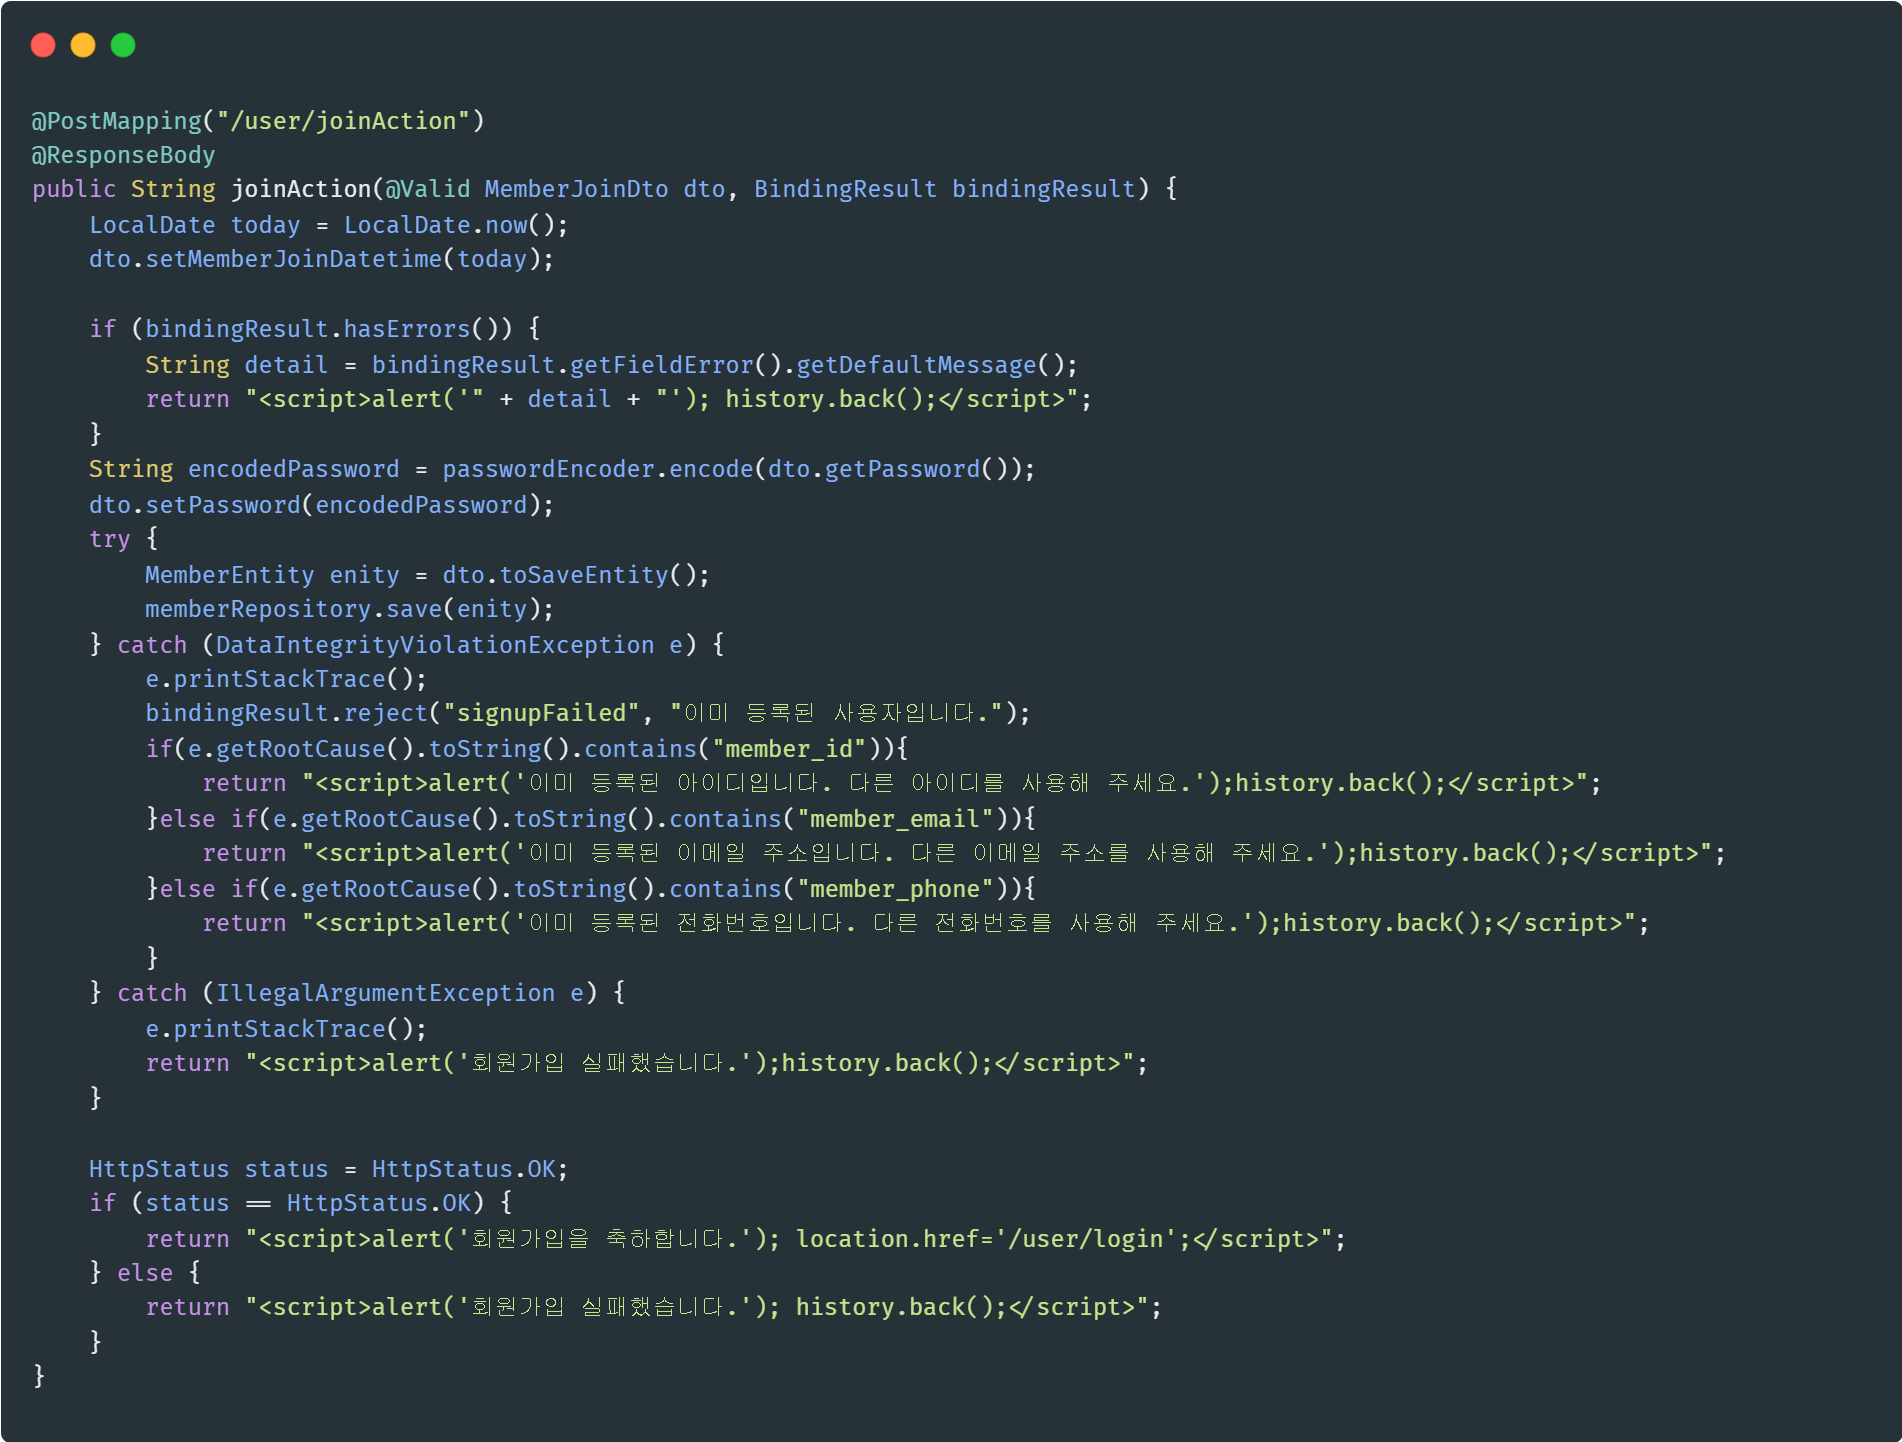 @PostMapping("/user/joinAction")
@ResponseBody
public String joinAction(@Valid MemberJoinDto dto, BindingResult bindingResult) {
    LocalDate today = LocalDate.now();
    dto.setMemberJoinDatetime(today);

    if (bindingResult.hasErrors()) {
        String detail = bindingResult.getFieldError().getDefaultMessage();
        return "<script>alert('" + detail + "'); history.back();</script>";
    }
    String encodedPassword = passwordEncoder.encode(dto.getPassword());
    dto.setPassword(encodedPassword);
    try {
        MemberEntity enity = dto.toSaveEntity();
        memberRepository.save(enity);
    } catch (DataIntegrityViolationException e) {
        e.printStackTrace();
        bindingResult.reject("signupFailed", "이미 등록된 사용자입니다.");
        if(e.getRootCause().toString().contains("member_id")){
            return "<script>alert('이미 등록된 아이디입니다. 다른 아이디를 사용해 주세요.');history.back();</script>";
        }else if(e.getRootCause().toString().contains("member_email")){
            return "<script>alert('이미 등록된 이메일 주소입니다. 다른 이메일 주소를 사용해 주세요.');history.back();</script>";
        }else if(e.getRootCause().toString().contains("member_phone")){
            return "<script>alert('이미 등록된 전화번호입니다. 다른 전화번호를 사용해 주세요.');history.back();</script>";
        }
    } catch (IllegalArgumentException e) {
        e.printStackTrace();
        return "<script>alert('회원가입 실패했습니다.');history.back();</script>";
    }

    HttpStatus status = HttpStatus.OK;
    if (status == HttpStatus.OK) {
        return "<script>alert('회원가입을 축하합니다.'); location.href='/user/login';</script>";
    } else {
        return "<script>alert('회원가입 실패했습니다.'); history.back();</script>";
    }
}